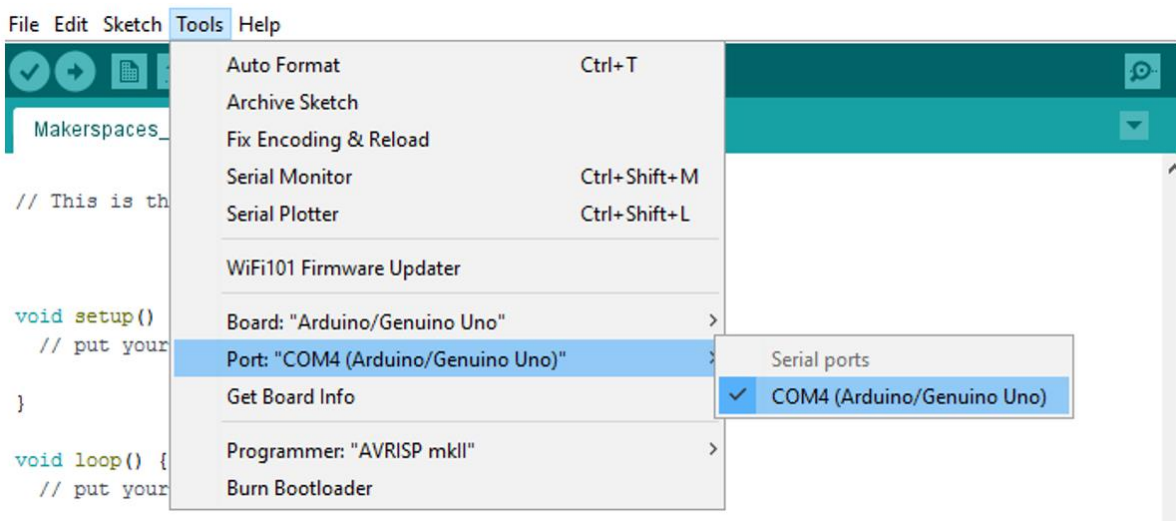 File Edit Sketch Tools Help
Makerspaces_
// This is th
void setup()
// put your
}
void loop() {
// put your
Auto Format Ctrl+T
Archive Sketch
Fix Encoding & Reload
Serial Monitor Ctrl+Shift+M
Serial Plotter Ctrl+Shift+L
WiFi101 Firmware Updater
Board: "Arduino/Genuino Uno"
Port: "COM4 (Arduino/Genuino Uno)"
Get Board Info
Programmer: "AVRISP mkII"
Burn Bootloader
Serial ports
COM4 (Arduino/Genuino Uno)